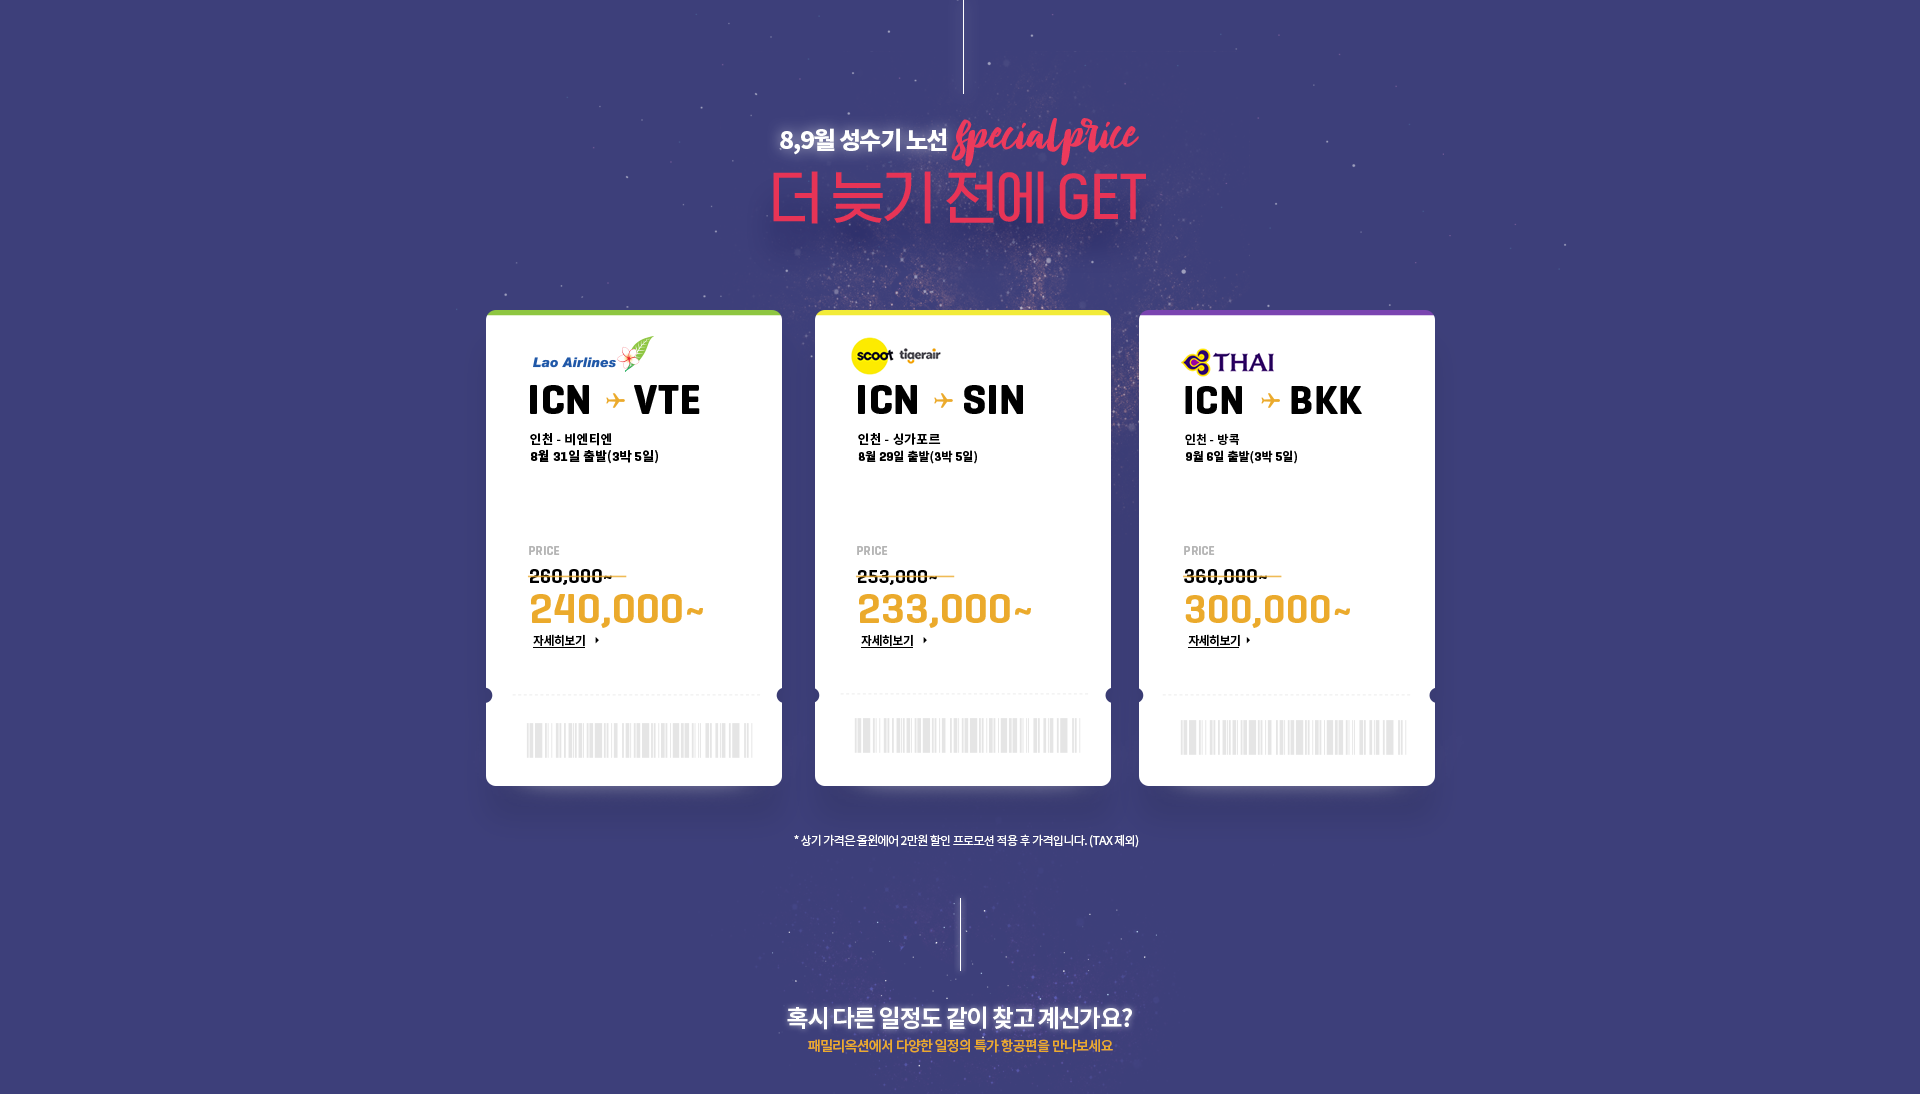 8,9월 성수기 노선 special price
더 늦기 전에 GET
Lao Airlines
ICN VTE
인천 - 비엔티엔
8월 31일 출발(3박 5일)
PRICE
260,000~
240,000~
자세히보기
scoot tigerair
ICN SIN
인천 - 싱가포르
8월 29일 출발(3박 5일)
PRICE
253,000~
233,000~
자세히보기
THAI
ICN BKK
인천 - 방콕
9월 6일 출발(3박 5일)
PRICE
360,000~
300,000~
자세히보기
* 상기 가격은 올윈에어 2만원 할인 프로모션 적용 후 가격입니다. (TAX 제외)
혹시 다른 일정도 같이 찾고 계신가요?
패밀리옥션에서 다양한 일정의 특가 항공편을 만나보세요